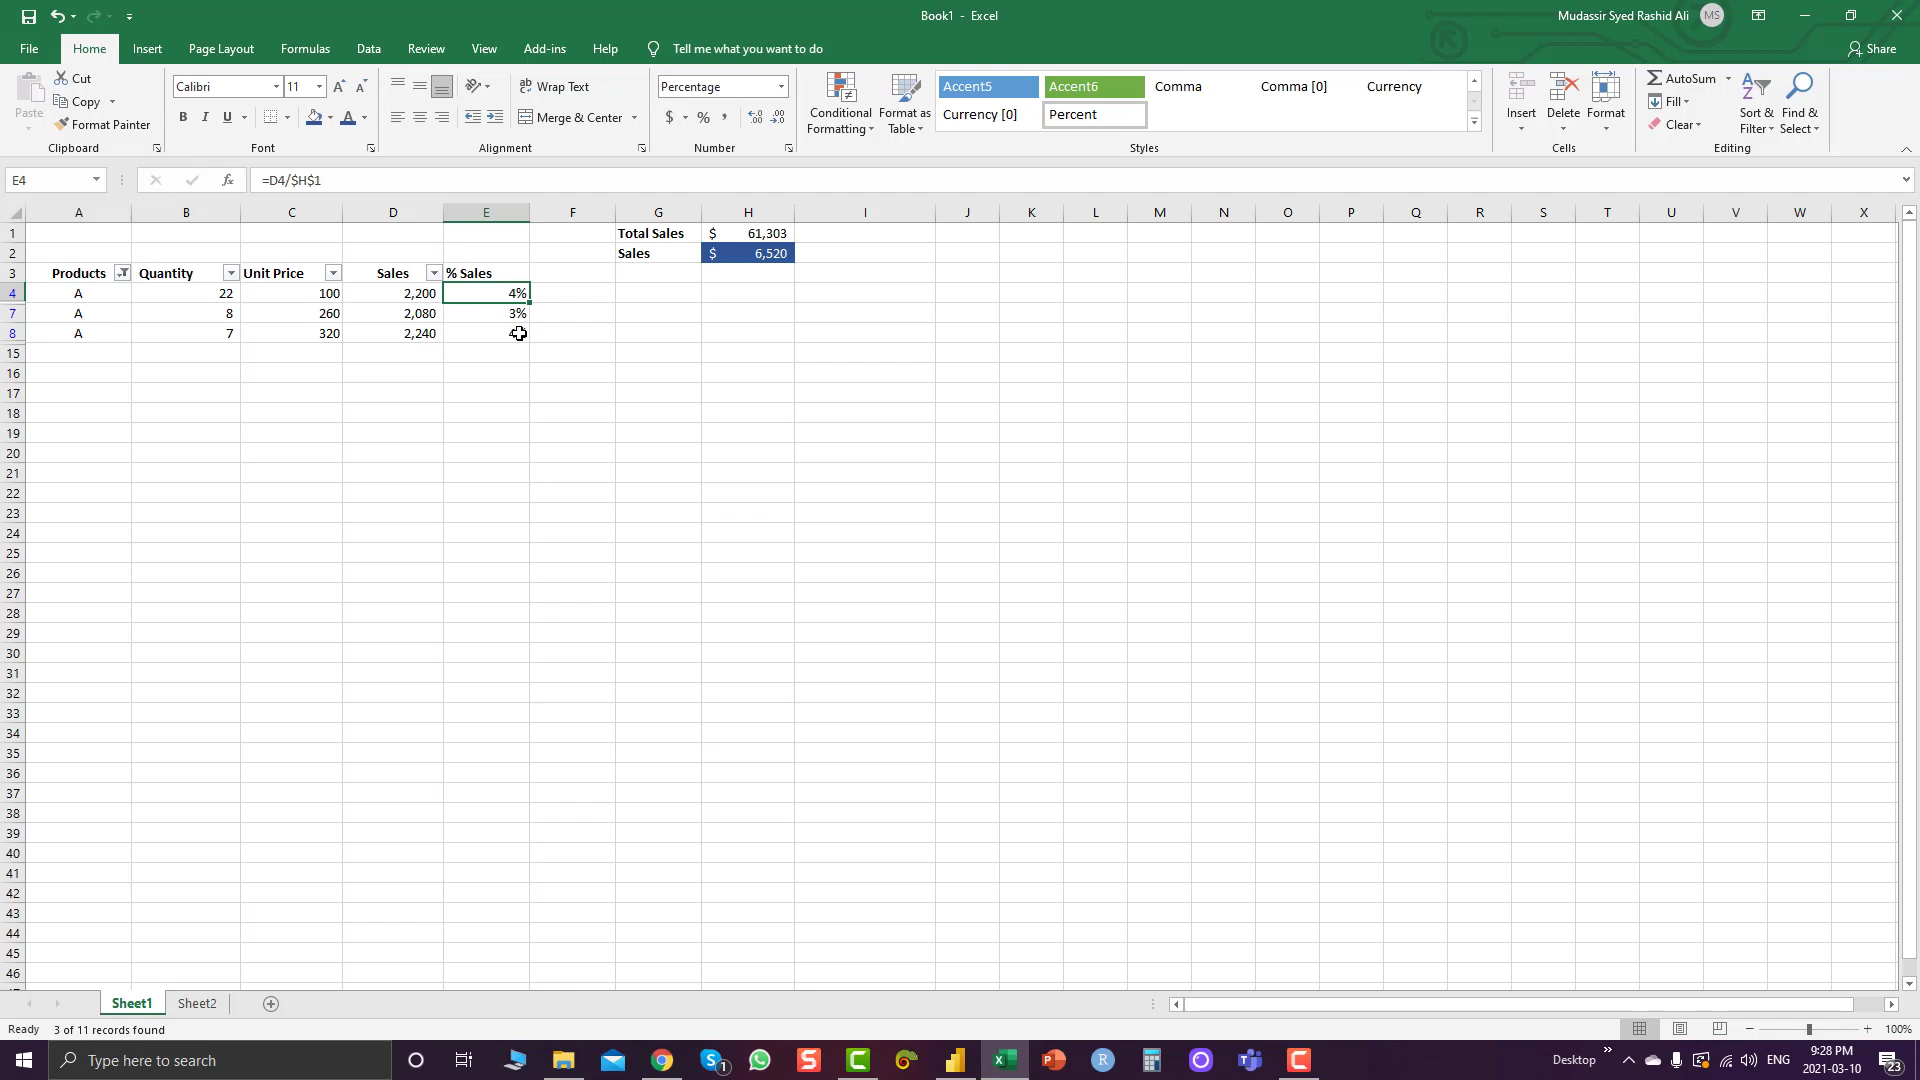 Book1 - Excel
Mudassir Syed Rashid Ali
MS
File Home Insert Page Layout Formulas Data Review View Add-ins Help Tell me what you want to do
Share
Paste
Cut
Copy
Format Painter
Clipboard
Calibri 11
B I U
Font
Wrap Text
Merge & Center
Alignment
Percentage
$ % ,
Number
Conditional Formatting
Format as Table
Accent5 Accent6 Comma Comma [0] Currency
Currency [0] Percent
Styles
Insert Delete Format
Cells
AutoSum
Fill
Clear
Sort & Filter
Find & Select
Editing
E4
fx
=D4/$H$1
A B C D E F G H I J K L M N O P Q R S T U V W X
1 Total Sales $ 61,303
2 Sales $ 6,520
3 Products Quantity Unit Price Sales % Sales
4 A 22 100 2,200 4%
7 A 8 260 2,080 3%
8 A 7 320 2,240
15
16
17
18
19
20
21
22
23
24
25
26
27
28
29
30
31
32
33
34
35
36
37
38
39
40
41
42
43
44
45
46
Sheet1 Sheet2
Ready 3 of 11 records found
100%
Type here to search
Desktop
ENG
9:28 PM
2021-03-10
23